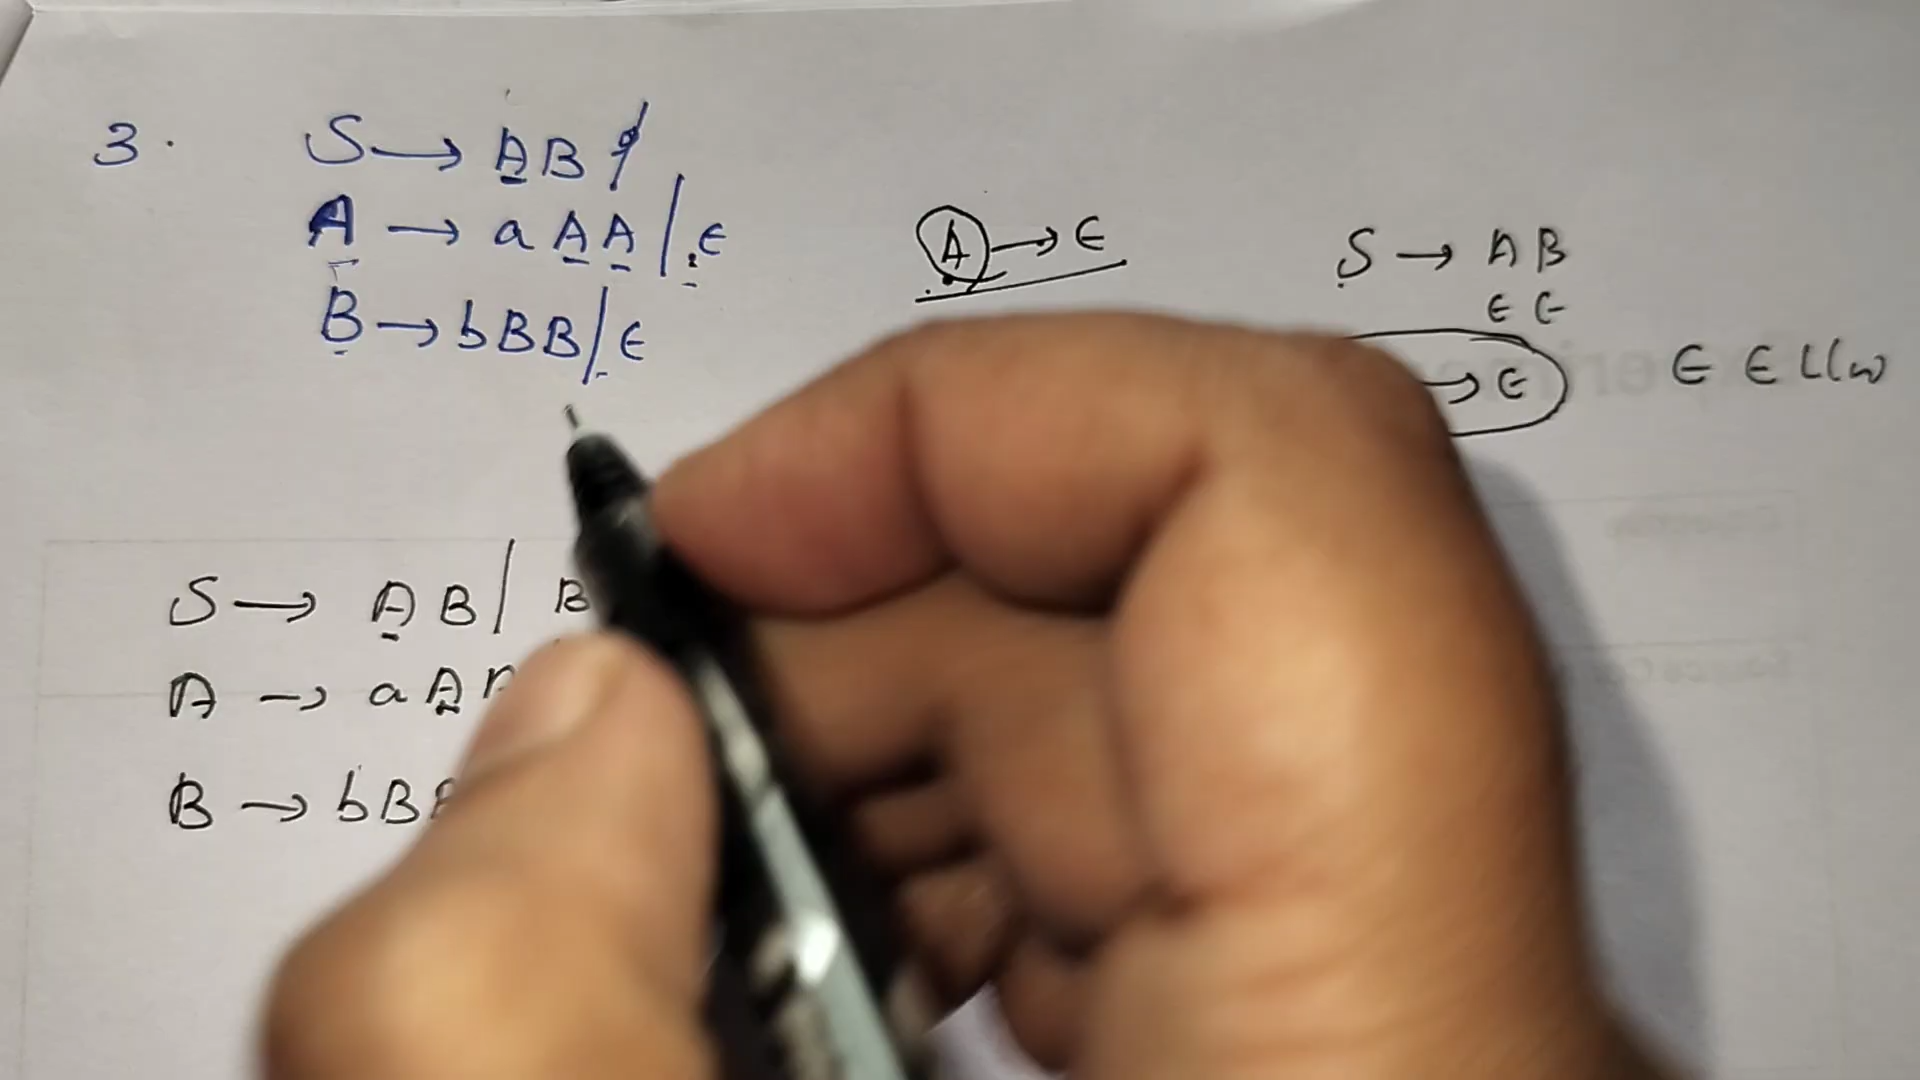 3. S → AB
A → aAA/ε
B → bBB/ε
A → ε
S → AB
ε ε
→ ε
ε ∈ L(w)
S → AB/ B
A → aA
B → bB